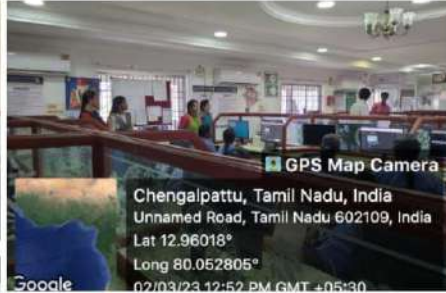 GPS Map Camera
Chengalpattu, Tamil Nadu, India
Unnamed Road, Tamil Nadu 602109, India
Lat 12.96018°
Long 80.052805°
02/03/23 12:52 PM GMT +05:30
Google